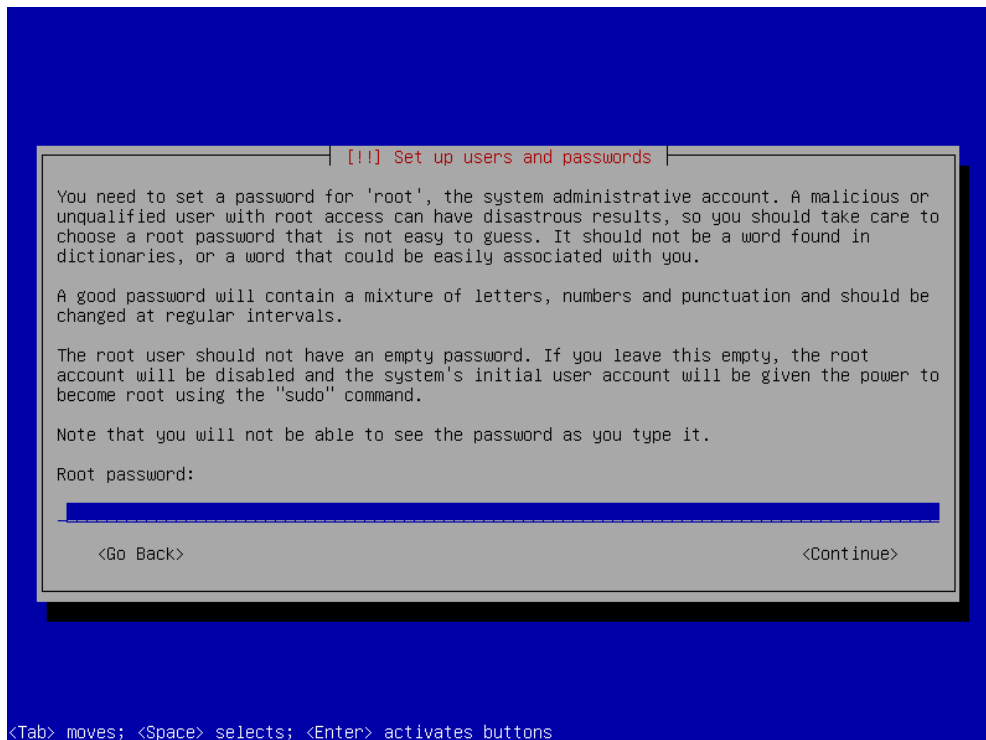 [!!] Set up users and passwords
You need to set a password for 'root', the system administrative account. A malicious or
unqualified user with root access can have disastrous results, so you should take care to
choose a root password that is not easy to guess. It should not be a word found in
dictionaries, or a word that could be easily associated with you.
A good password will contain a mixture of letters, numbers and punctuation and should be
changed at regular intervals.
The root user should not have an empty password. If you leave this empty, the root
account will be disabled and the system's initial user account will be given the power to
become root using the "sudo" command.
Note that you will not be able to see the password as you type it.
Root password:
<Go Back> <Continue>
<Tab> moves; <Space> selects; <Enter> activates buttons